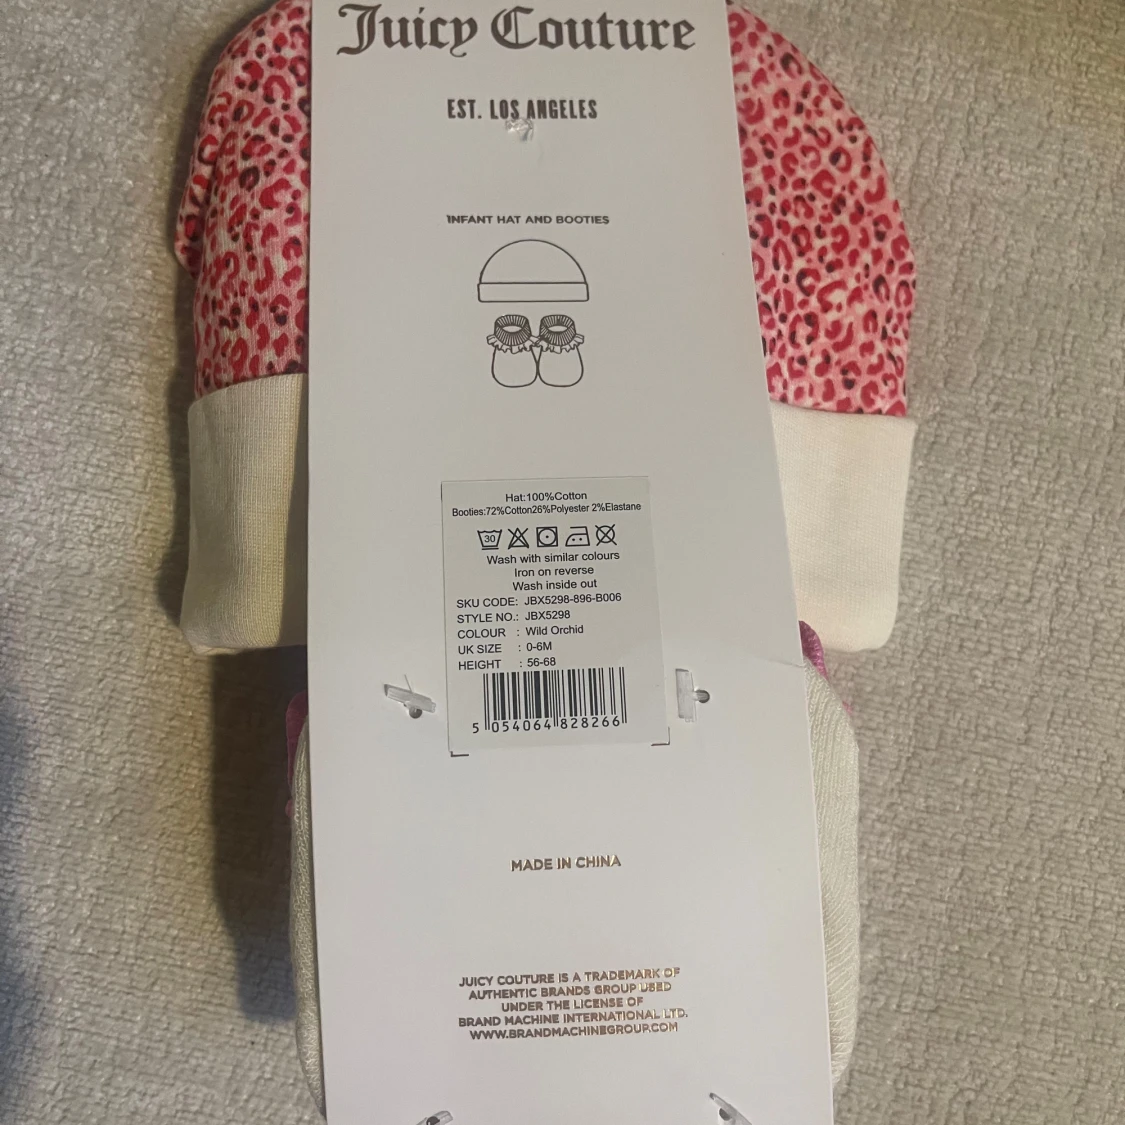 Juicy Couture
EST. LOS ANGELES
INFANT HAT AND BOOTIES
Hat:100%Cotton
Booties:72%Cotton26%Polyester 2%Elastane
30
Wash with similar colours
Iron on reverse
Wash inside out
SKU CODE: JBX5298-896-B006
STYLE NO.: JBX5298
COLOUR : Wild Orchid
UK SIZE : 0-6M
HEIGHT : 56-68
5 054064 828266
MADE IN CHINA
JUICY COUTURE IS A TRADEMARK OF
AUTHENTIC BRANDS GROUP USED
UNDER THE LICENSE OF
BRAND MACHINE INTERNATIONAL LTD.
WWW.BRANDMACHINEGROUP.COM